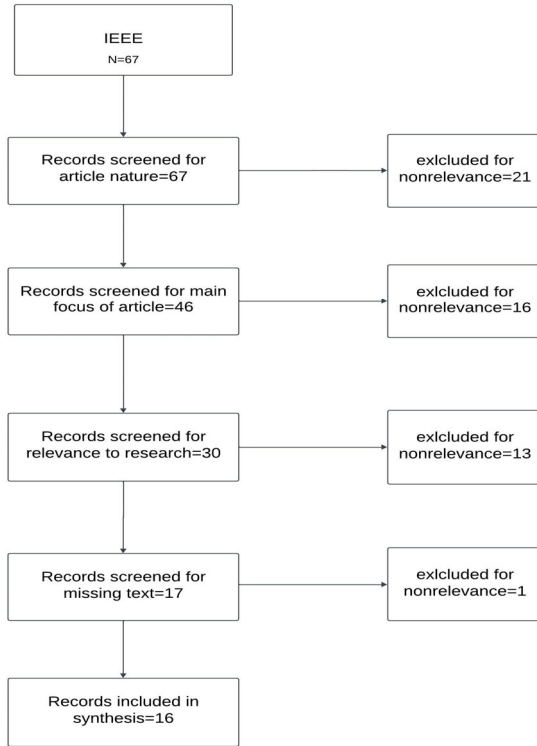 IEEE
N=67
Records screened for
article nature=67
exlcluded for
nonrelevance=21
Records screened for main
focus of article=46
exlcluded for
nonrelevance=16
Records screened for
relevance to research=30
exlcluded for
nonrelevance=13
Records screened for
missing text=17
exlcluded for
nonrelevance=1
Records included in
synthesis=16